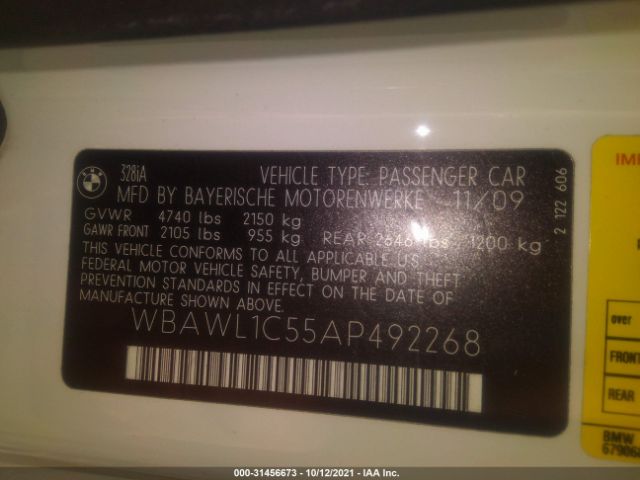 BMW 328iA VEHICLE TYPE: PASSENGER CAR
MFD BY BAYERISCHE MOTORENWERKE 11/09
GVWR 4740 lbs 2150 kg
GAWR FRONT 2105 lbs 955 kg REAR 2646 lbs 1200 kg
THIS VEHICLE CONFORMS TO ALL APPLICABLE U.S.
FEDERAL MOTOR VEHICLE SAFETY, BUMPER AND THEFT
PREVENTION STANDARDS IN EFFECT ON THE DATE OF
MANUFACTURE SHOWN ABOVE.
WBAWL1C55AP492268
2 122 606
IM
over
FRONT
REAR
BMW
000-31456673 - 10/12/2021 - IAA Inc.